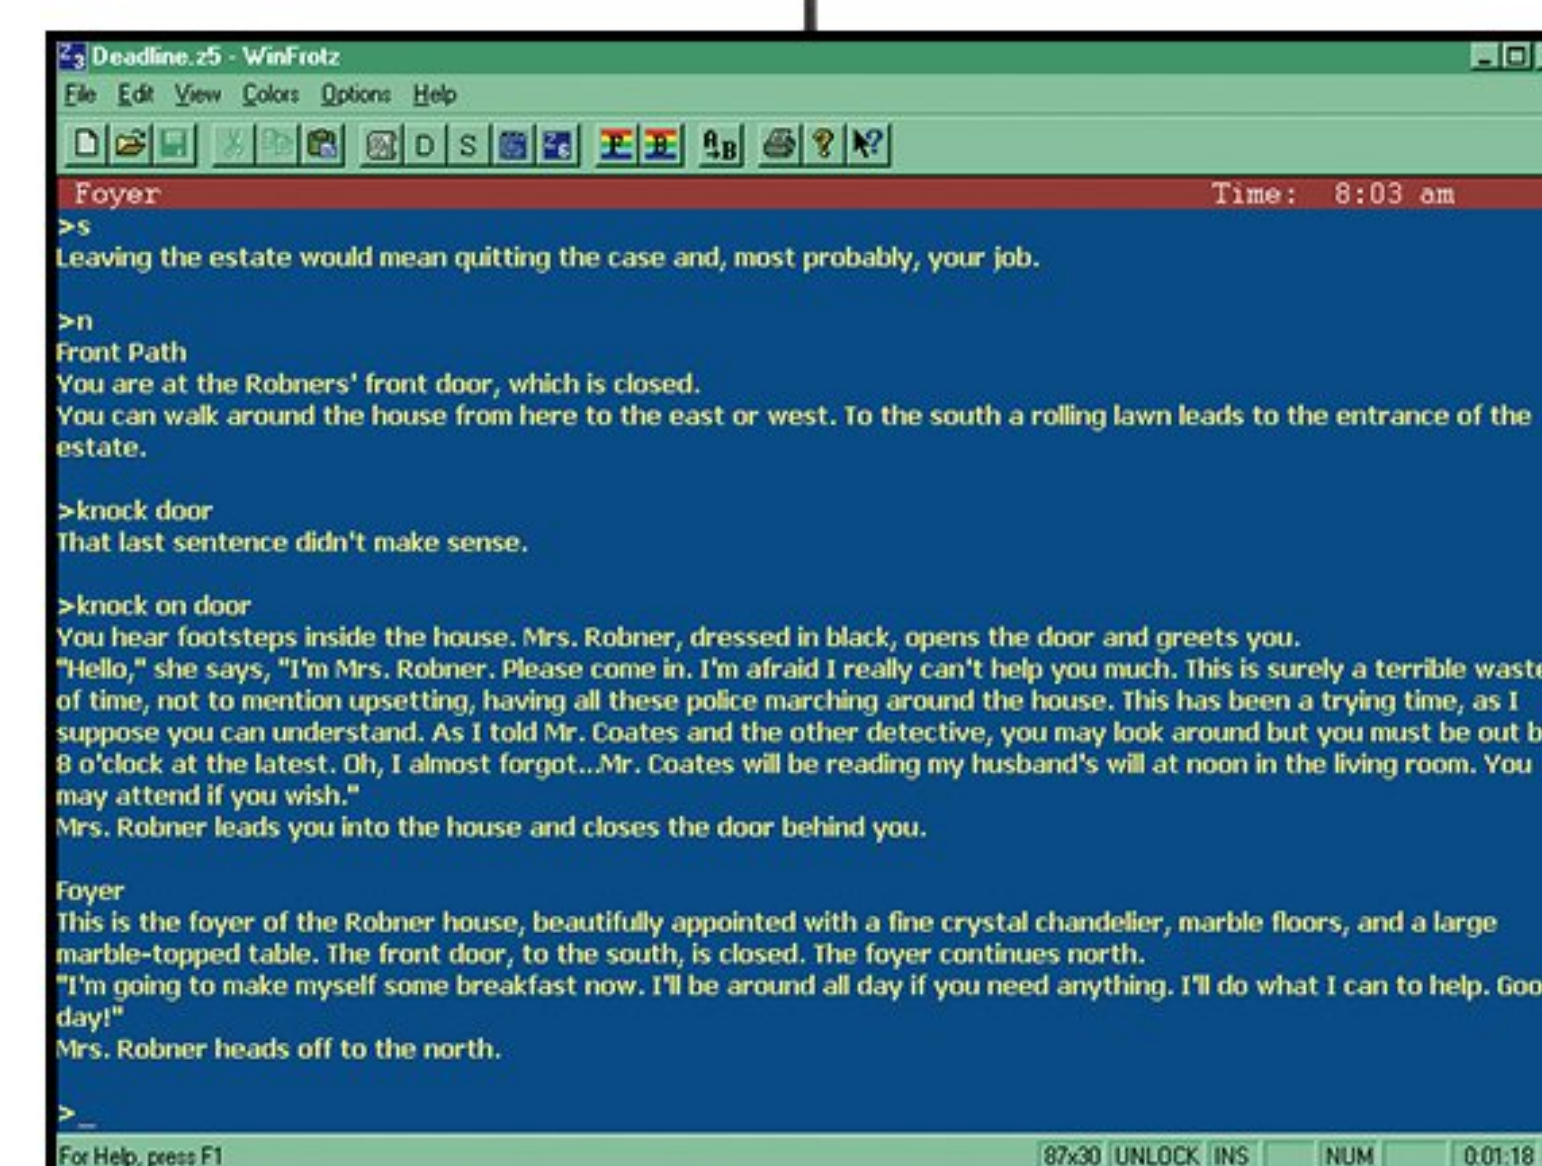 Deadline.z5 - WinFrotz
File Edit View Colors Options Help
D S P B A B
Foyer Time: 8:03 am
>s
Leaving the estate would mean quitting the case and, most probably, your job.
>n
Front Path
You are at the Robners' front door, which is closed.
You can walk around the house from here to the east or west. To the south a rolling lawn leads to the entrance of the
estate.
>knock door
That last sentence didn't make sense.
>knock on door
You hear footsteps inside the house. Mrs. Robner, dressed in black, opens the door and greets you.
"Hello," she says, "I'm Mrs. Robner. Please come in. I'm afraid I really can't help you much. This is surely a terrible waste
of time, not to mention upsetting, having all these police marching around the house. This has been a trying time, as I
suppose you can understand. As I told Mr. Coates and the other detective, you may look around but you must be out b
8 o'clock at the latest. Oh, I almost forgot...Mr. Coates will be reading my husband's will at noon in the living room. You
may attend if you wish."
Mrs. Robner leads you into the house and closes the door behind you.
Foyer
This is the foyer of the Robner house, beautifully appointed with a fine crystal chandelier, marble floors, and a large
marble-topped table. The front door, to the south, is closed. The foyer continues north.
"I'm going to make myself some breakfast now. I'll be around all day if you need anything. I'll do what I can to help. Goo
day!"
Mrs. Robner heads off to the north.
>_
For Help, press F1 87x30 UNLOCK INS NUM 0:01:18